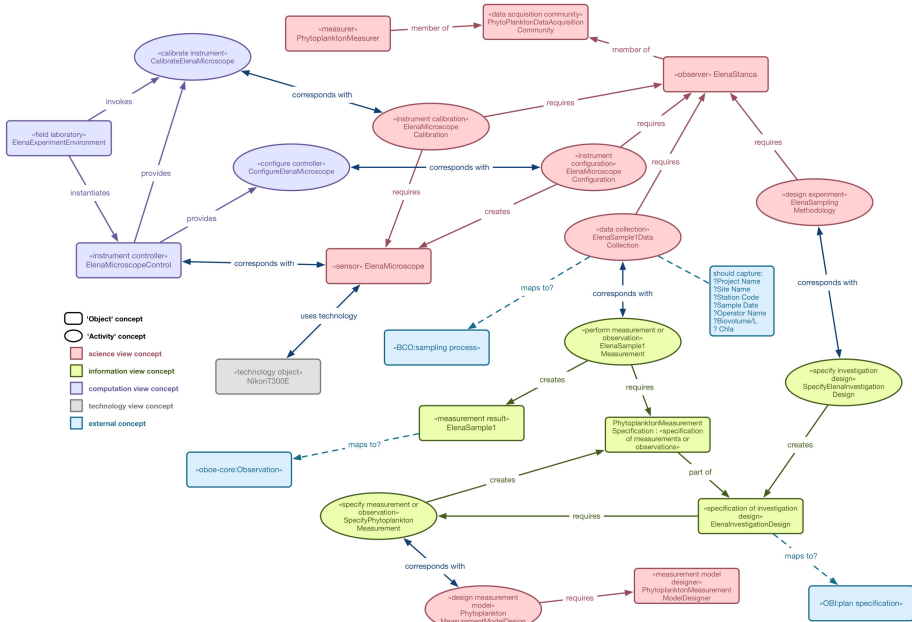 «measurer»
PhytoplanktonMeasurer
member of
«data acquisition community»
PhytoPlanktonDataAcquisition
Community
member of
«calibrate instrument»
CalibrateElenaMicroscope
«observer» ElenaStanca
invokes
corresponds with
requires
«field laboratory»
ElenaExperimentEnvironment
«instrument calibration»
ElenaMicroscope
Calibration
requires
requires
requires
«configure controller»
ConfigureElenaMicroscope
corresponds with
«instrument
configuration»
ElenaMicroscope
Configuration
provides
instantiates
requires
provides
creates
«design experiment»
ElenaSampling
Methodology
«data collection»
ElenaSample1Data
Collection
«instrument controller»
ElenaMicroscopeControl
corresponds with
«sensor» ElenaMicroscope
should capture:
?Project Name
?Site Name
?Station Code
?Sample Date
?Operator Name
?Biovolume/L
? Chla
maps to?
corresponds with
corresponds with
uses technology
'Object' concept
'Activity' concept
science view concept
information view concept
computation view concept
technology view concept
external concept
«BCO:sampling process»
«perform measurement or
observation»
ElenaSample1
Measurement
«technology object»
NikonT300E
«specify investigation
design»
SpecifyElenaInvestigation
Design
creates
requires
«measurement result»
ElenaSample1
PhytoplanktonMeasurement
Specification : «specification
of measurements or
observations»
maps to?
creates
«oboe-core:Observation»
creates
part of
«specify measurement or
observation»
SpecifyPhytoplankton
Measurement
requires
«specification of investigation
design»
ElenaInvestigationDesign
corresponds with
maps to?
«design measurement
model»
Phytoplankton
MeasurementModelDesign
requires
«measurement model
designer»
PhytoplanktonMeasurement
ModelDesigner
«OBI:plan specification»